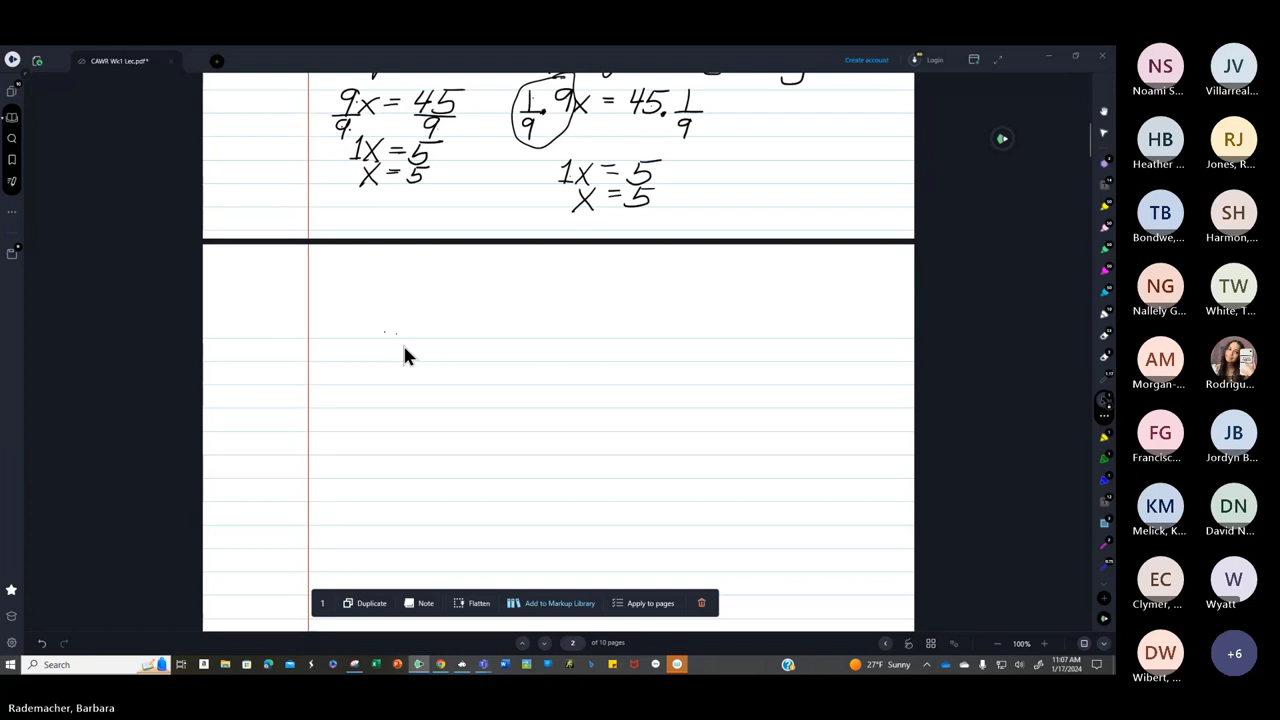 CAWR Wk1 Lec.pdf*
Create account
Login
9x = 45
9 9
1x = 5
x = 5
1/9 · 9x = 45 · 1/9
1x = 5
x = 5
1
Duplicate
Note
Flatten
Add to Markup Library
Apply to pages
2
of 10 pages
100%
Search
27°F Sunny
11:07 AM
1/17/2024
NS
Noami S...
JV
Villarreal...
HB
Heather ...
RJ
Jones, R...
TB
Bondwe,...
SH
Harmon,...
NG
Nallely G...
TW
White, T...
AM
Morgan-...
Rodrigu...
FG
Francisc...
JB
Jordyn B...
KM
Melick, K...
DN
David N...
EC
Clymer, ...
W
Wyatt
DW
Wibert, ...
+6
Rademacher, Barbara